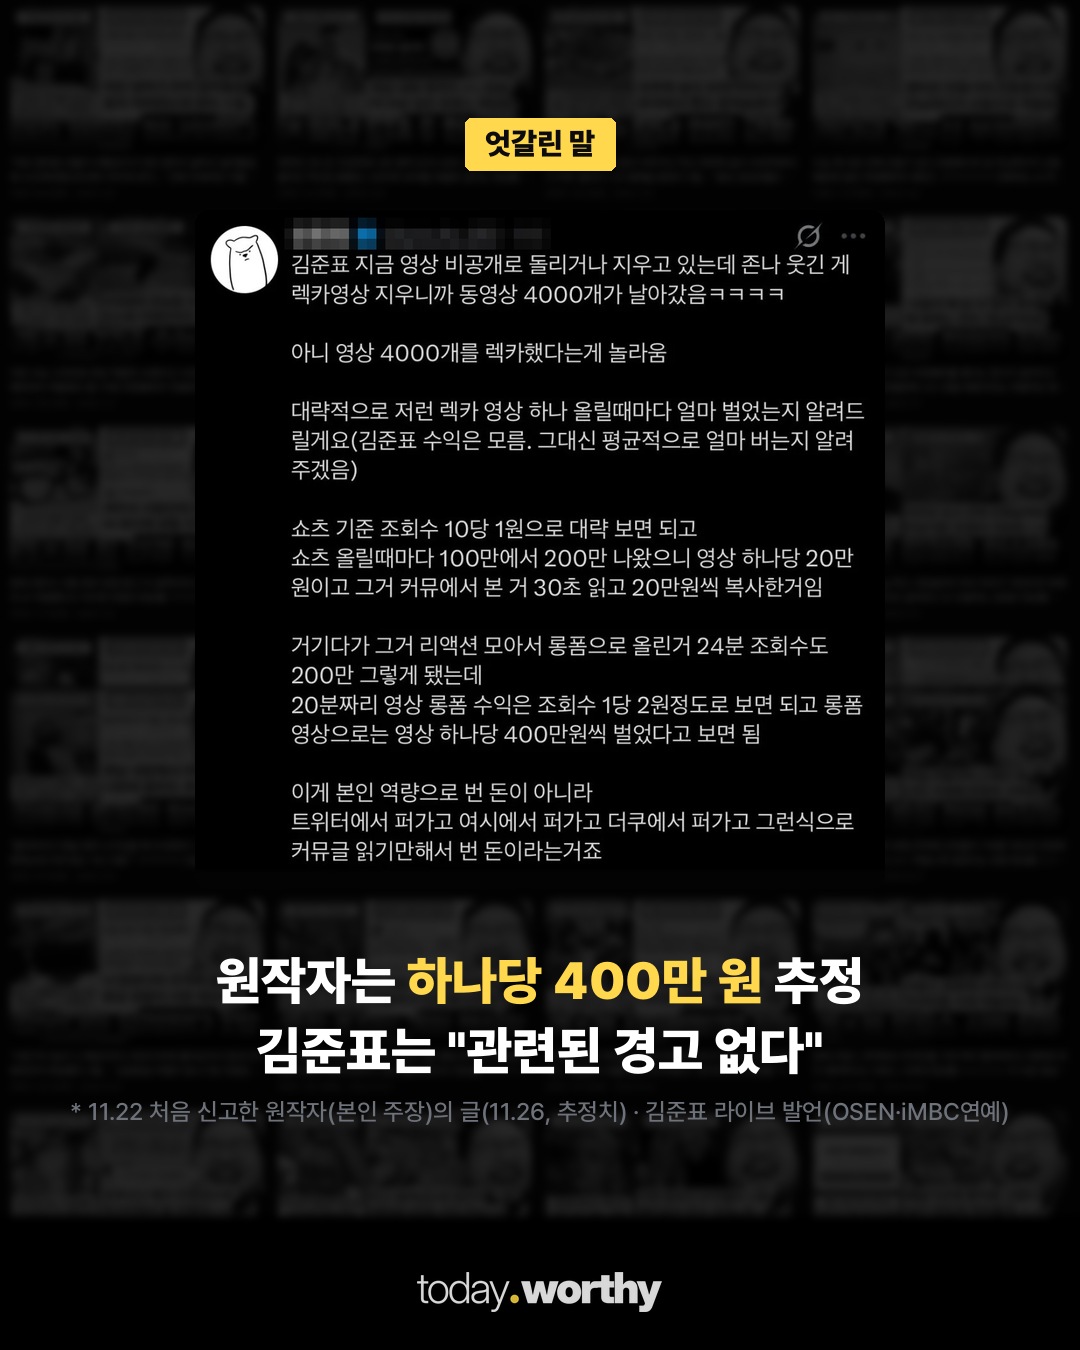 엇갈린 말
김준표 지금 영상 비공개로 돌리거나 지우고 있는데 존나 웃긴 게
렉카영상 지우니까 동영상 4000개가 날아갔음ㅋㅋㅋㅋ
아니 영상 4000개를 렉카했다는게 놀라움
대략적으로 저런 렉카 영상 하나 올릴때마다 얼마 벌었는지 알려드
릴게요(김준표 수익은 모름. 그대신 평균적으로 얼마 버는지 알려
주겠음)
쇼츠 기준 조회수 10당 1원으로 대략 보면 되고
쇼츠 올릴때마다 100만에서 200만 나왔으니 영상 하나당 20만
원이고 그거 커뮤에서 본 거 30초 읽고 20만원씩 복사한거임
거기다가 그거 리액션 모아서 롱폼으로 올린거 24분 조회수도
200만 그렇게 됐는데
20분짜리 영상 롱폼 수익은 조회수 1당 2원정도로 보면 되고 롱폼
영상으로는 영상 하나당 400만원씩 벌었다고 보면 됨
이게 본인 역량으로 번 돈이 아니라
트위터에서 퍼가고 여시에서 퍼가고 더쿠에서 퍼가고 그런식으로
커뮤글 읽기만해서 번 돈이라는거죠
원작자는 하나당 400만 원 추정
김준표는 "관련된 경고 없다"
* 11.22 처음 신고한 원작자(본인 주장)의 글(11.26, 추정치) · 김준표 라이브 발언(OSEN·iMBC연예)
today.worthy